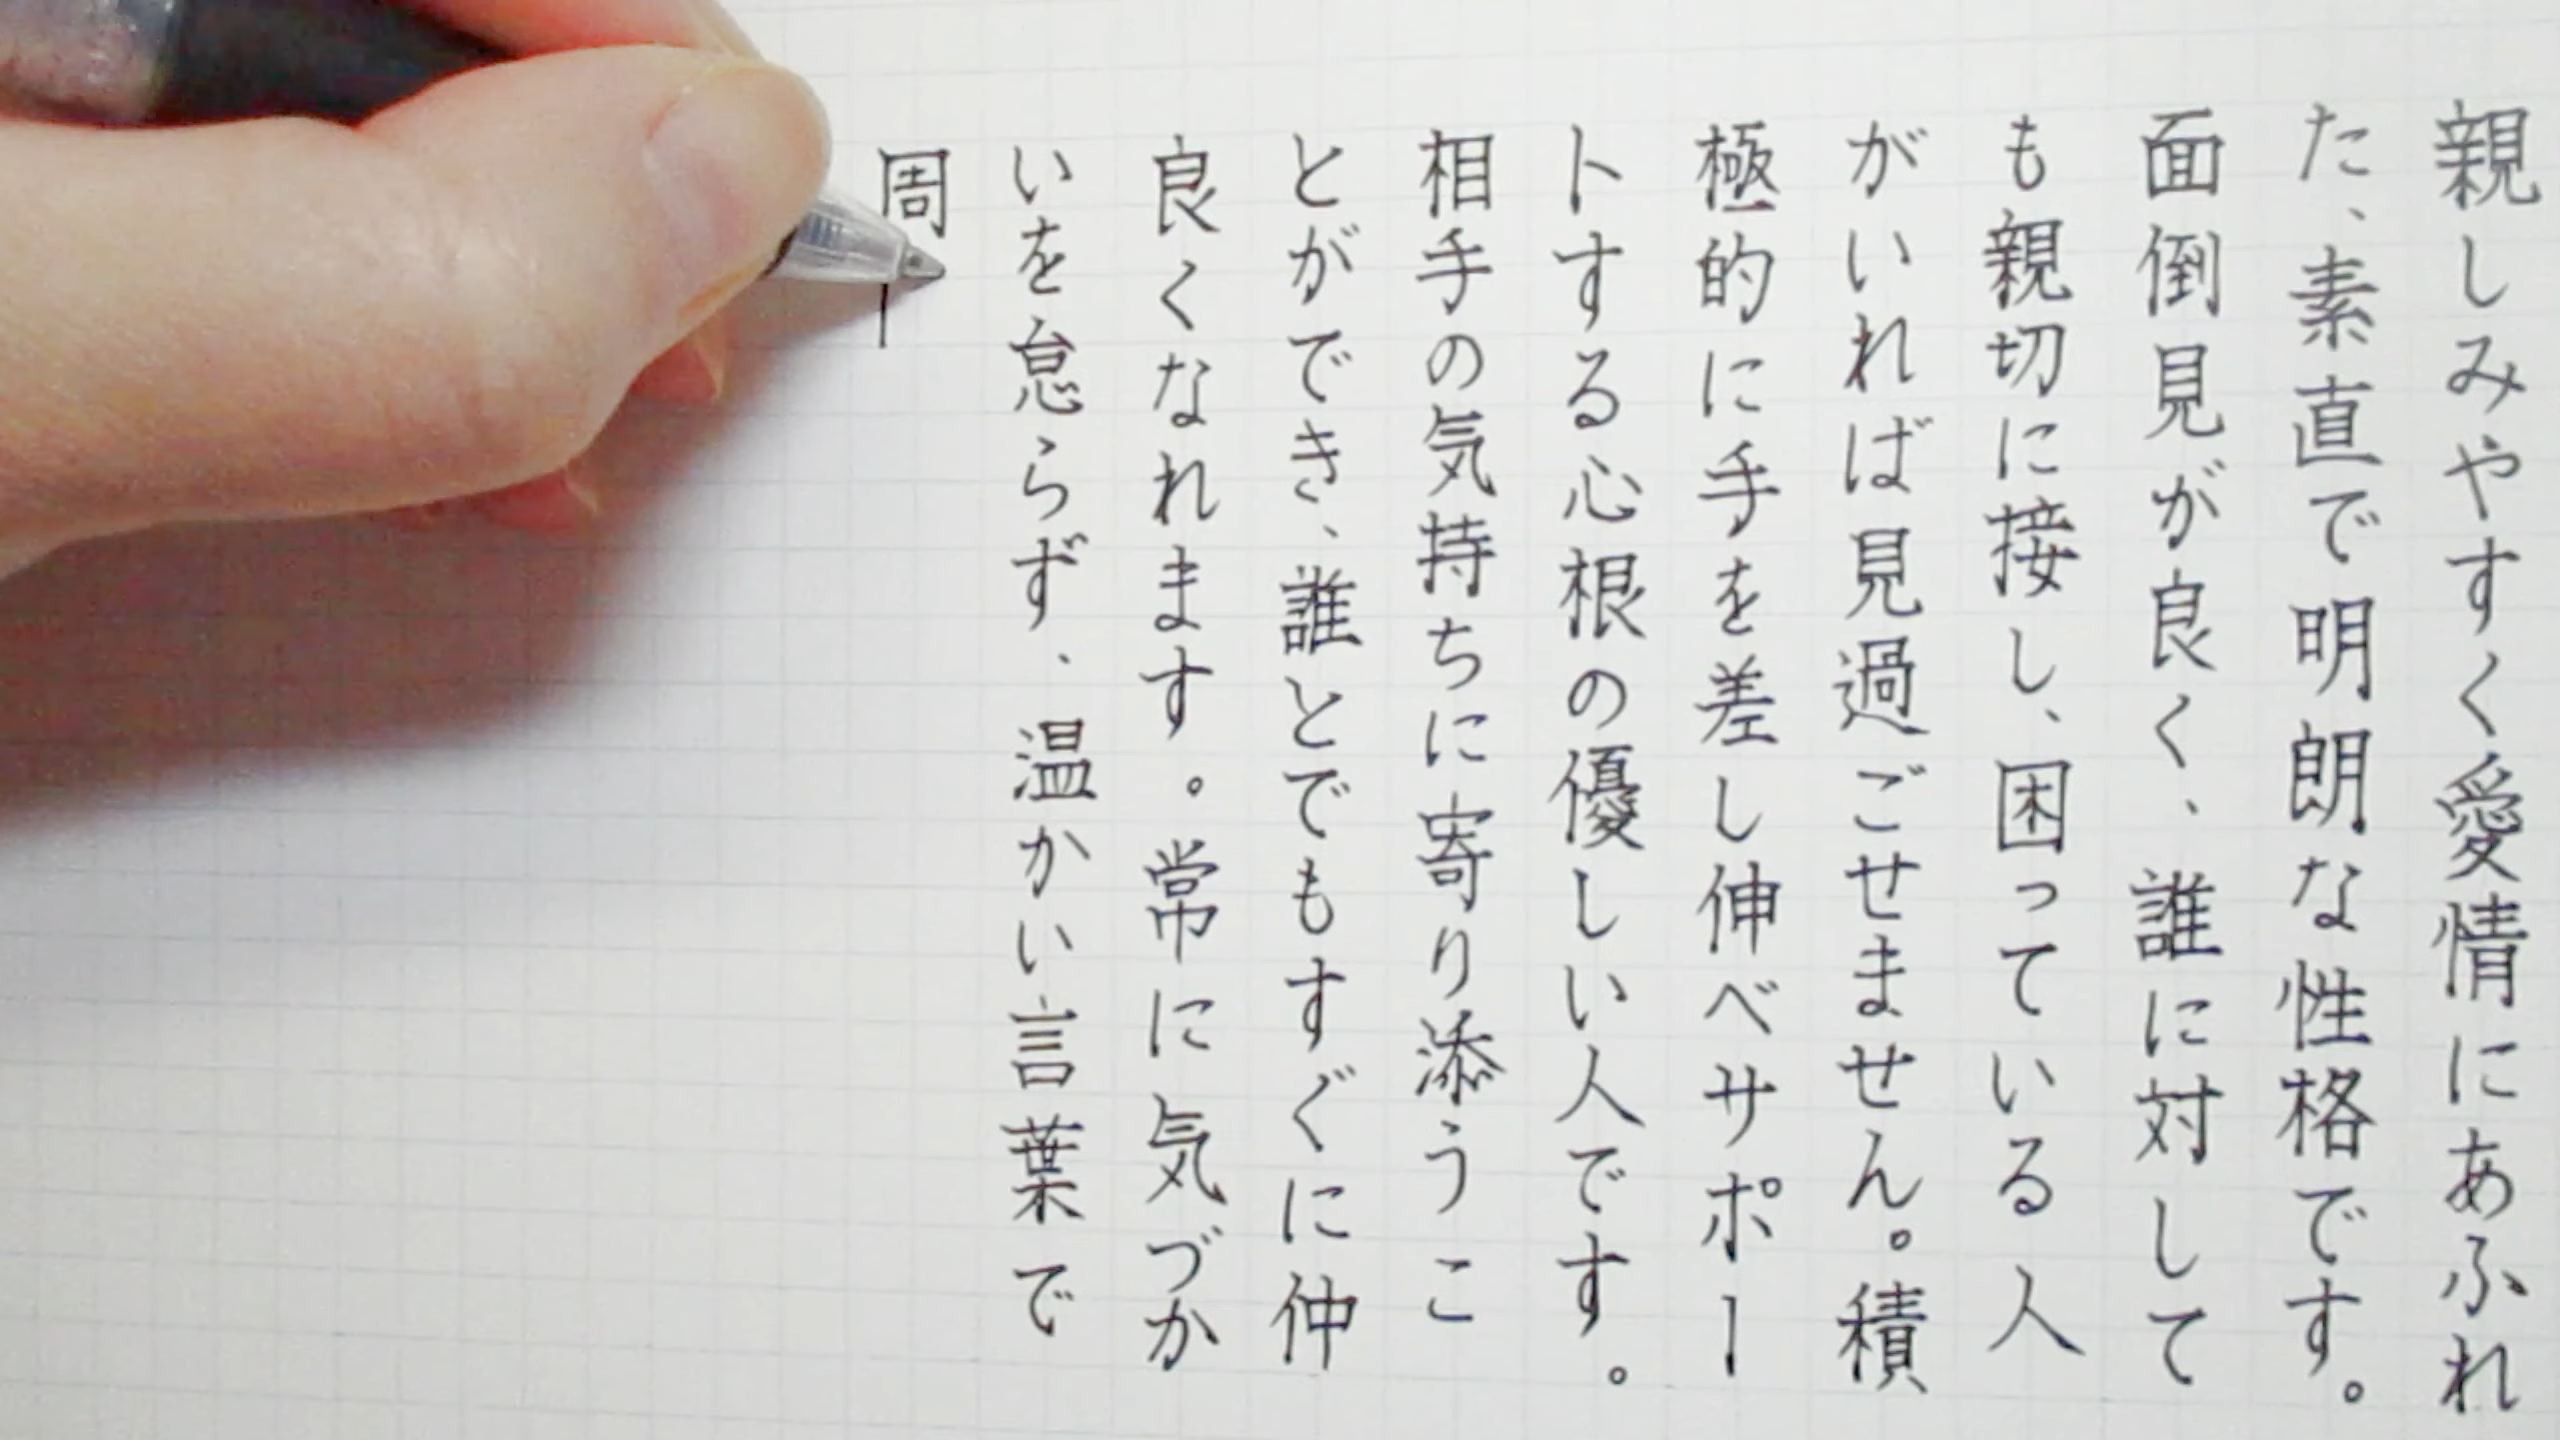 親しみやすく愛情にあふれ
た、素直で明朗な性格です。
面倒見が良く、誰に対して
も親切に接し、困っている人
がいれば見過ごせません。積
極的に手を差し伸べサポー
トする心根の優しい人です。
相手の気持ちに寄り添うこ
とができ、誰とでもすぐに仲
良くなれます。常に気づか
いを怠らず、温かい言葉で
周